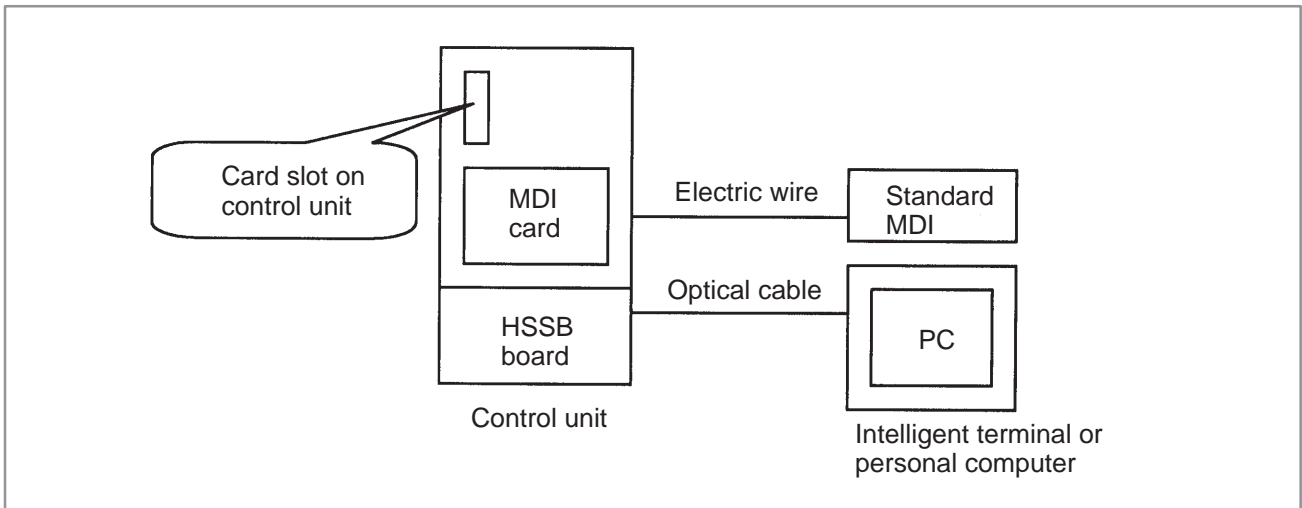 Card slot on
control unit
MDI
card
Electric wire
Standard
MDI
Optical cable
HSSB
board
PC
Control unit
Intelligent terminal or
personal computer